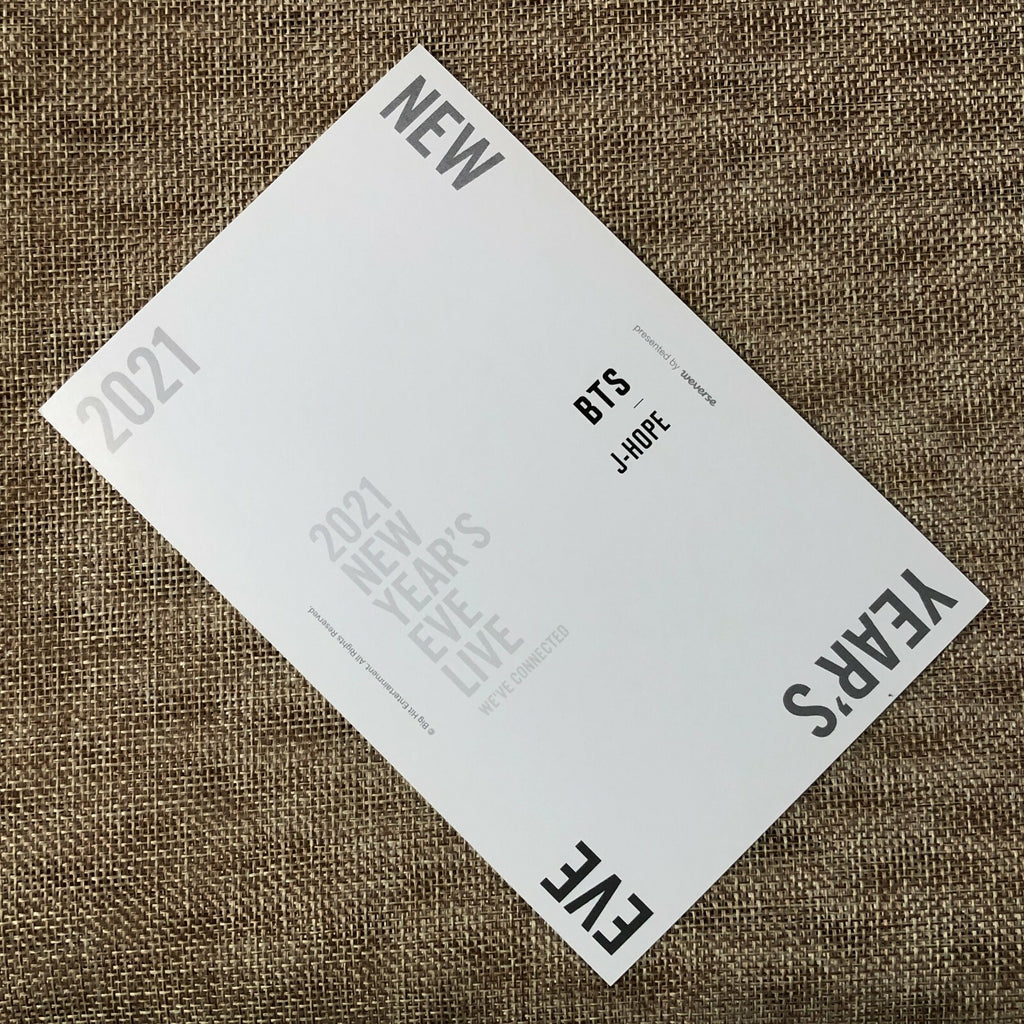 2021
NEW
YEAR'S
EVE
presented by weverse
BTS
J-HOPE
2021
NEW
YEAR'S
EVE
LIVE
WE'VE CONNECTED
© Big Hit Entertainment. All Rights Reserved.